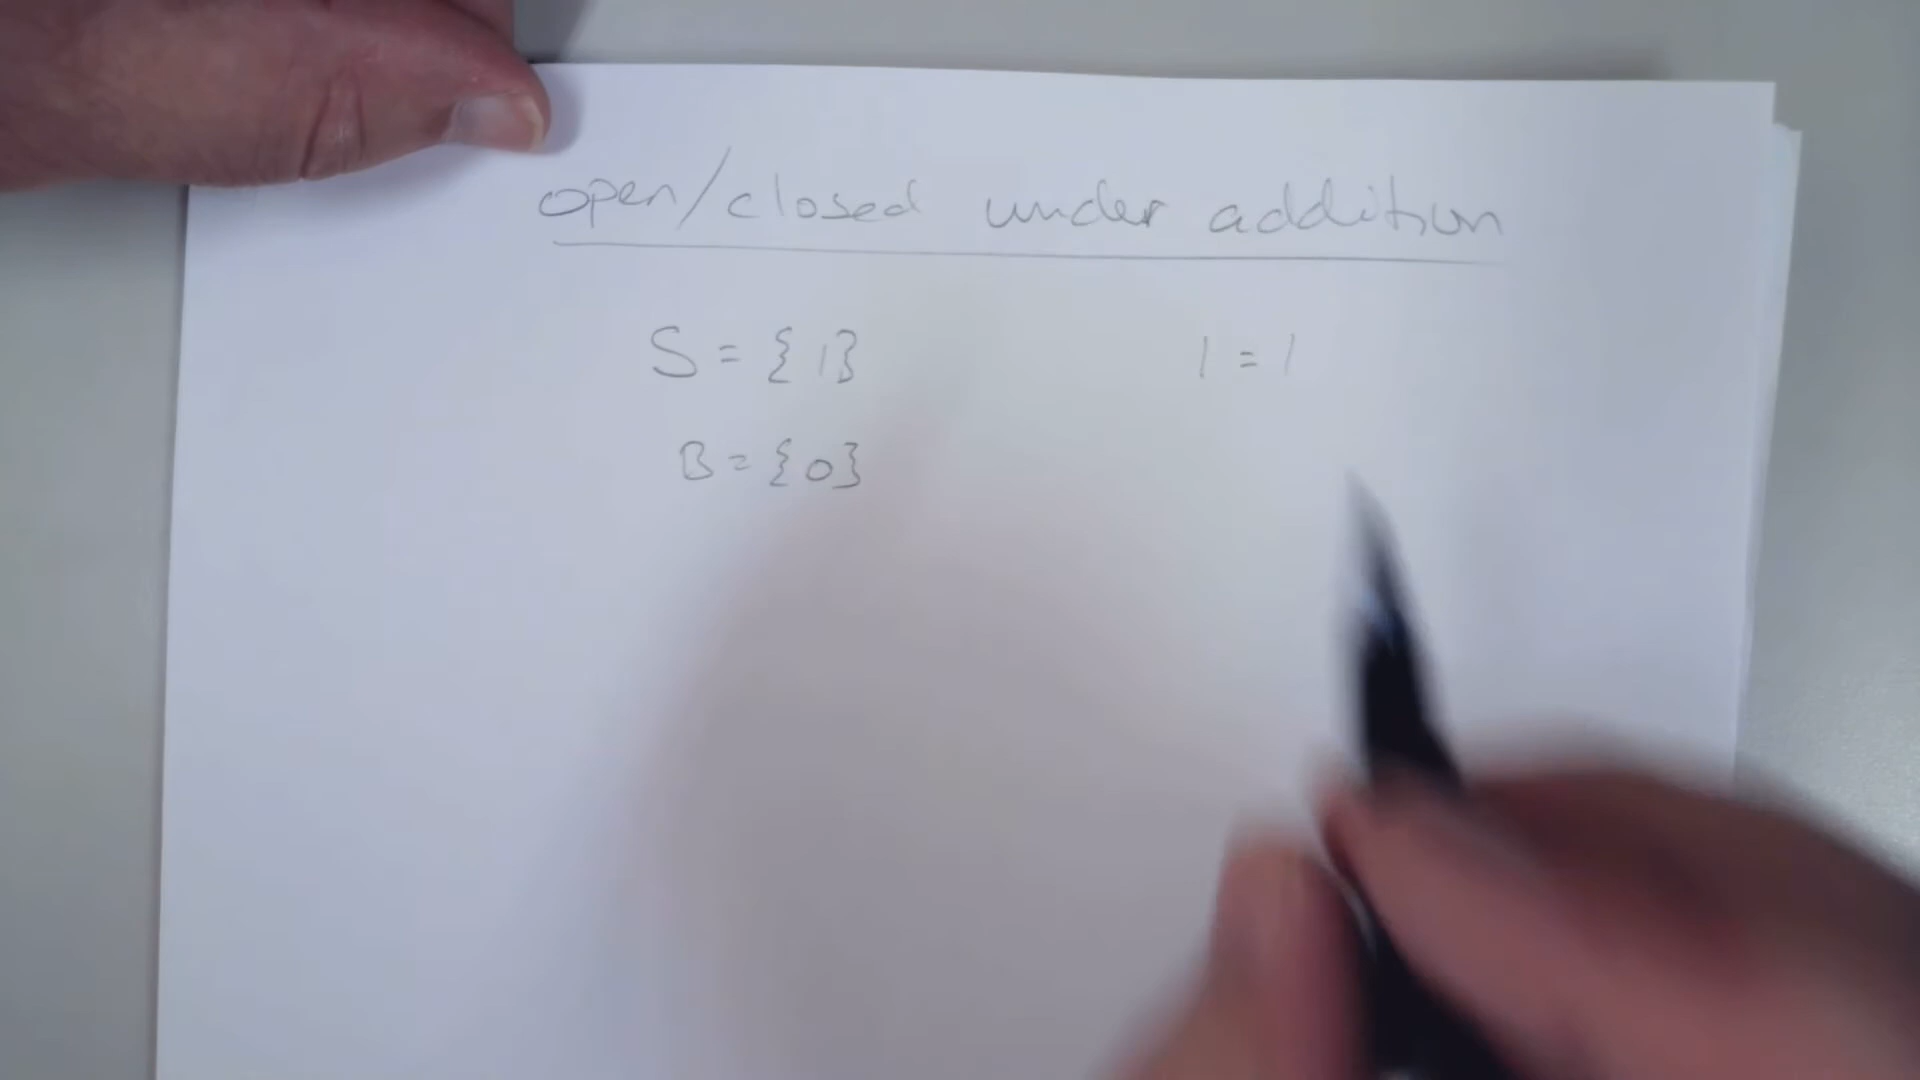 open/closed under addition
S = { 1} 1 = 1
B = {0}